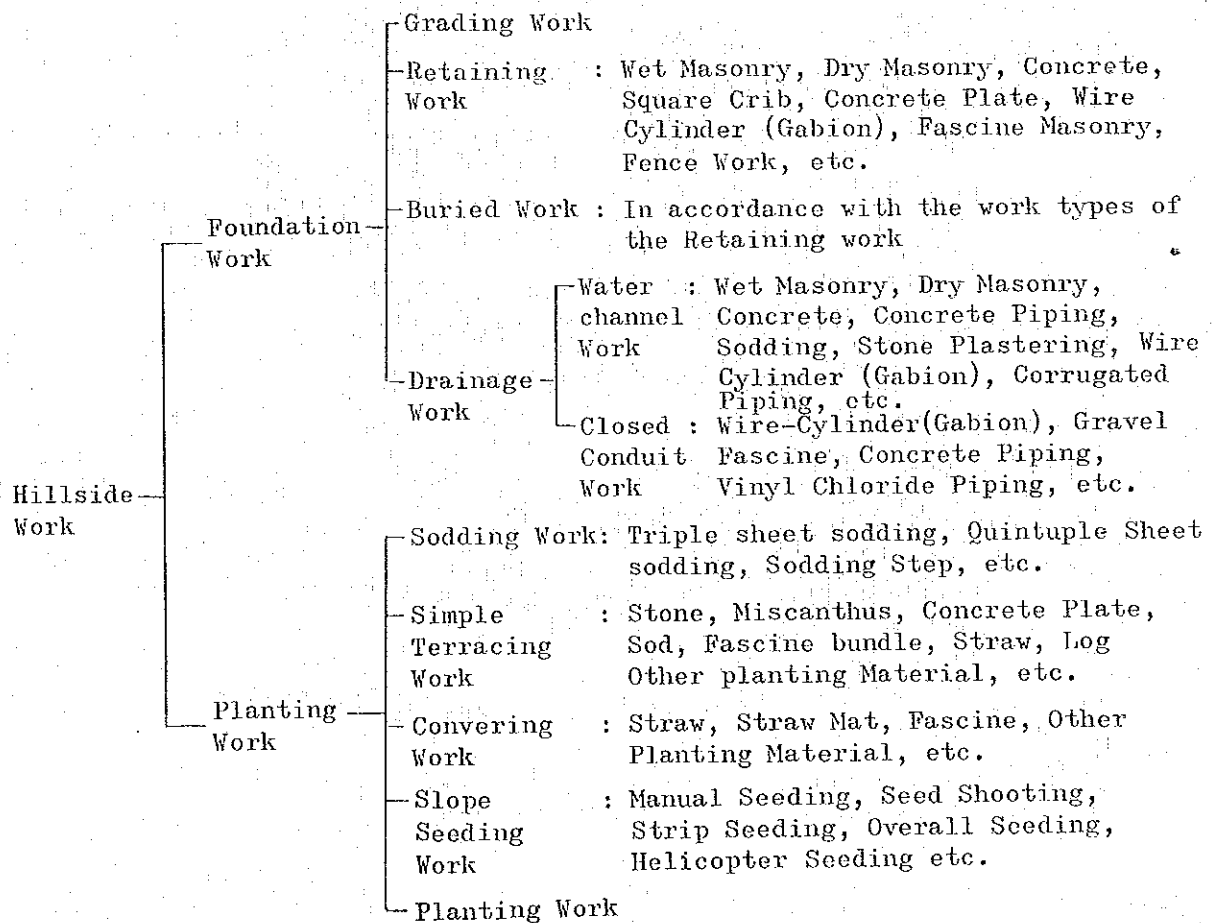 Grading Work
Retaining : Wet Masonry, Dry Masonry, Concrete,
Work Square Crib, Concrete Plate, Wire
Cylinder (Gabion), Fascine Masonry,
Fence Work, etc.
Buried Work : In accordance with the work types of
Foundation the Retaining work
Work
Water : Wet Masonry, Dry Masonry,
channel Concrete, Concrete Piping,
Work Sodding, Stone Plastering, Wire
Drainage Cylinder (Gabion), Corrugated
Work Piping, etc.
Closed : Wire-Cylinder(Gabion), Gravel
Conduit Fascine, Concrete Piping,
Hillside Work Vinyl Chloride Piping, etc.
Work
Sodding Work: Triple sheet sodding, Quintuple Sheet
sodding, Sodding Step, etc.
Simple : Stone, Miscanthus, Concrete Plate,
Terracing Sod, Fascine bundle, Straw, Log
Work Other planting Material, etc.
Planting Convering : Straw, Straw Mat, Fascine, Other
Work Work Planting Material, etc.
Slope : Manual Seeding, Seed Shooting,
Seeding Strip Seeding, Overall Seeding,
Work Helicopter Seeding etc.
Planting Work